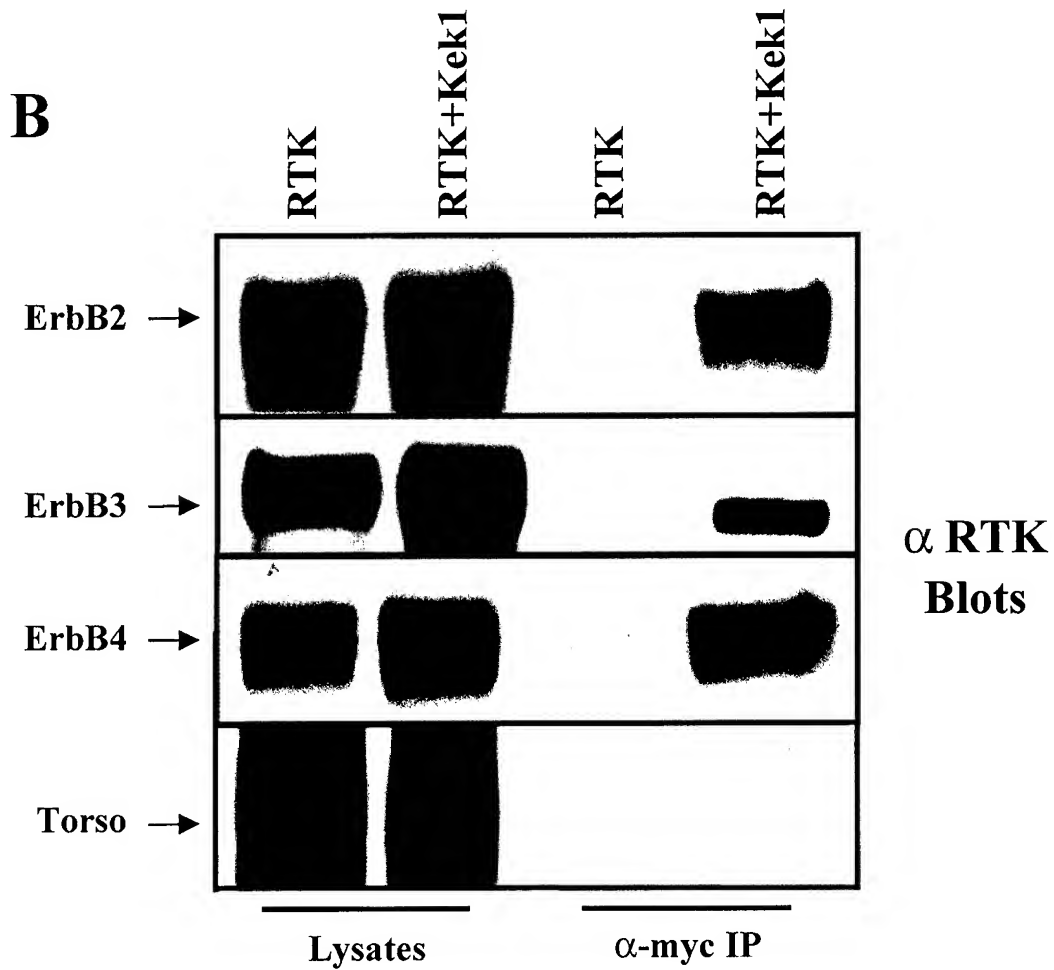 B
RTK
RTK+Kek1
RTK
RTK+Kek1
ErbB2
ErbB3
ErbB4
Torso
α RTK
Blots
Lysates
α-myc IP